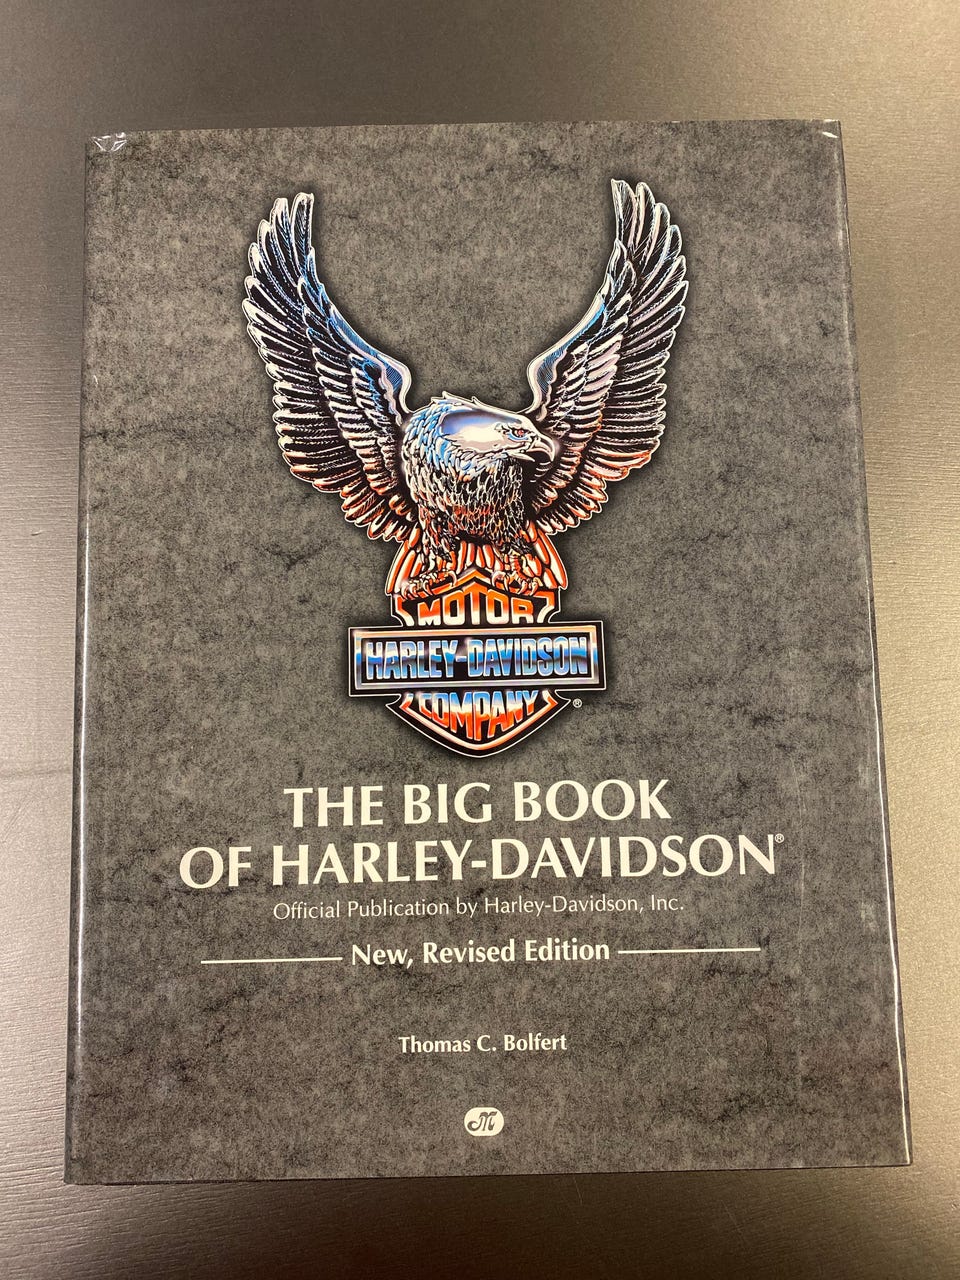 MOTOR
HARLEY-DAVIDSON
COMPANY
®
THE BIG BOOK
OF HARLEY-DAVIDSON®
Official Publication by Harley-Davidson, Inc.
New, Revised Edition
Thomas C. Bolfert
M